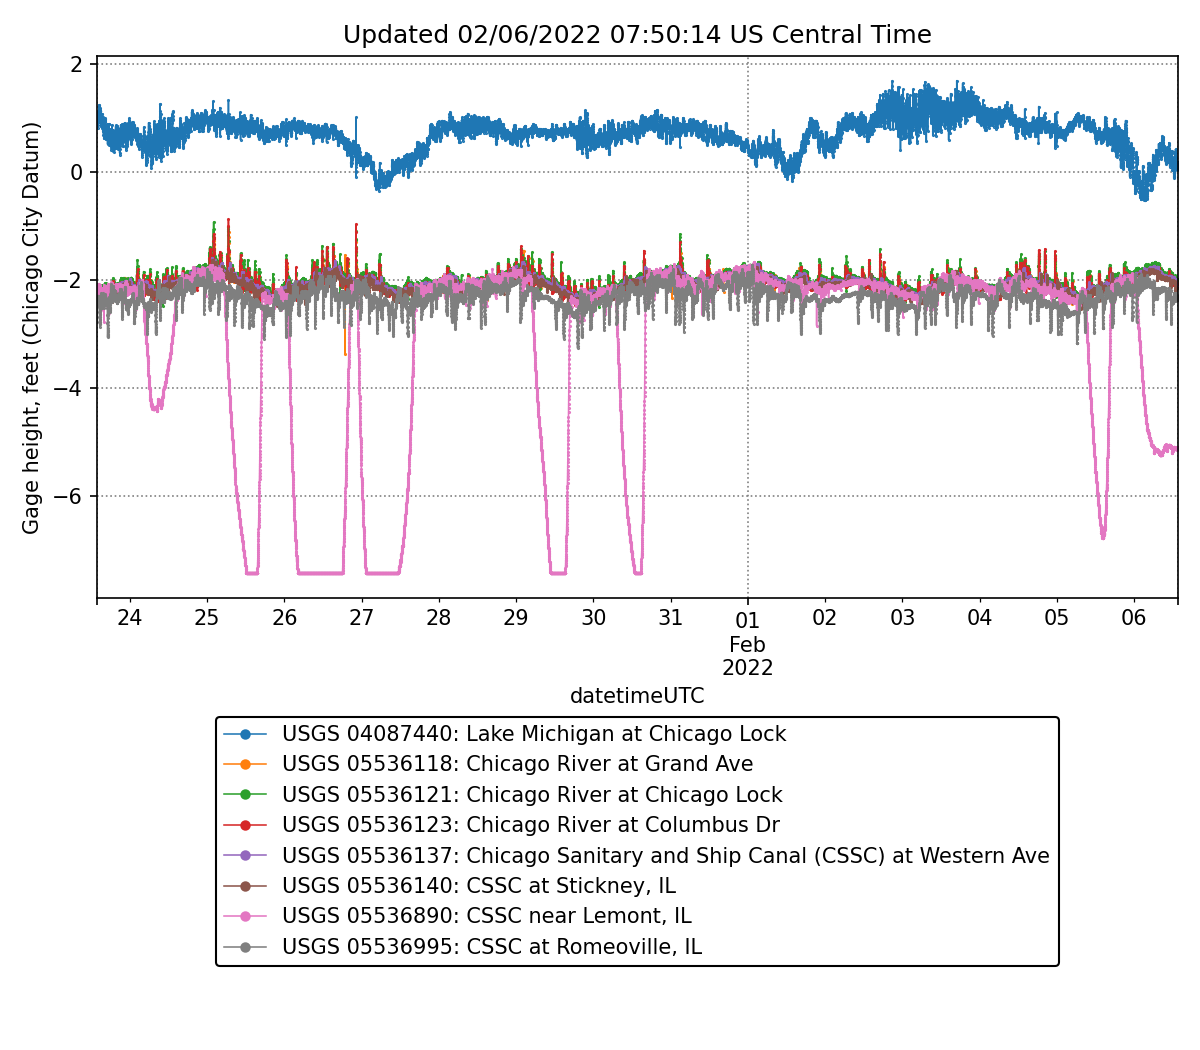 Updated 02/06/2022 07:50:14 US Central Time
Gage height, feet (Chicago City Datum)
2
0
−2
−4
−6
24 25 26 27 28 29 30 31 01 02 03 04 05 06
Feb
2022
datetimeUTC
USGS 04087440: Lake Michigan at Chicago Lock
USGS 05536118: Chicago River at Grand Ave
USGS 05536121: Chicago River at Chicago Lock
USGS 05536123: Chicago River at Columbus Dr
USGS 05536137: Chicago Sanitary and Ship Canal (CSSC) at Western Ave
USGS 05536140: CSSC at Stickney, IL
USGS 05536890: CSSC near Lemont, IL
USGS 05536995: CSSC at Romeoville, IL